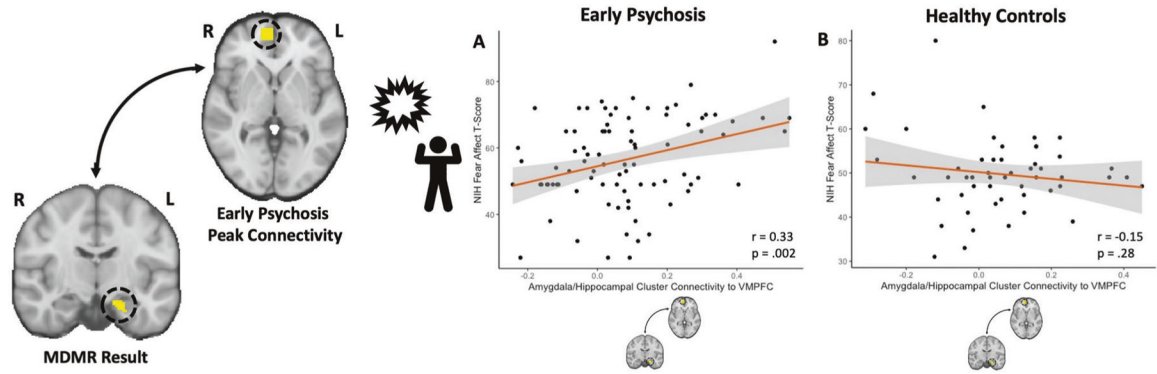 R
L
Early Psychosis
Peak Connectivity
R
L
MDMR Result
Early Psychosis
A
NIH Fear Affect T-Score
80
60
40
r = 0.33
p = .002
-0.2
0.0
0.2
0.4
Amygdala/Hippocampal Cluster Connectivity to VMPFC
Healthy Controls
B
NIH Fear Affect T-Score
80
70
60
50
40
30
r = -0.15
p = .28
-0.2
0.0
0.2
0.4
Amygdala/Hippocampal Cluster Connectivity to VMPFC